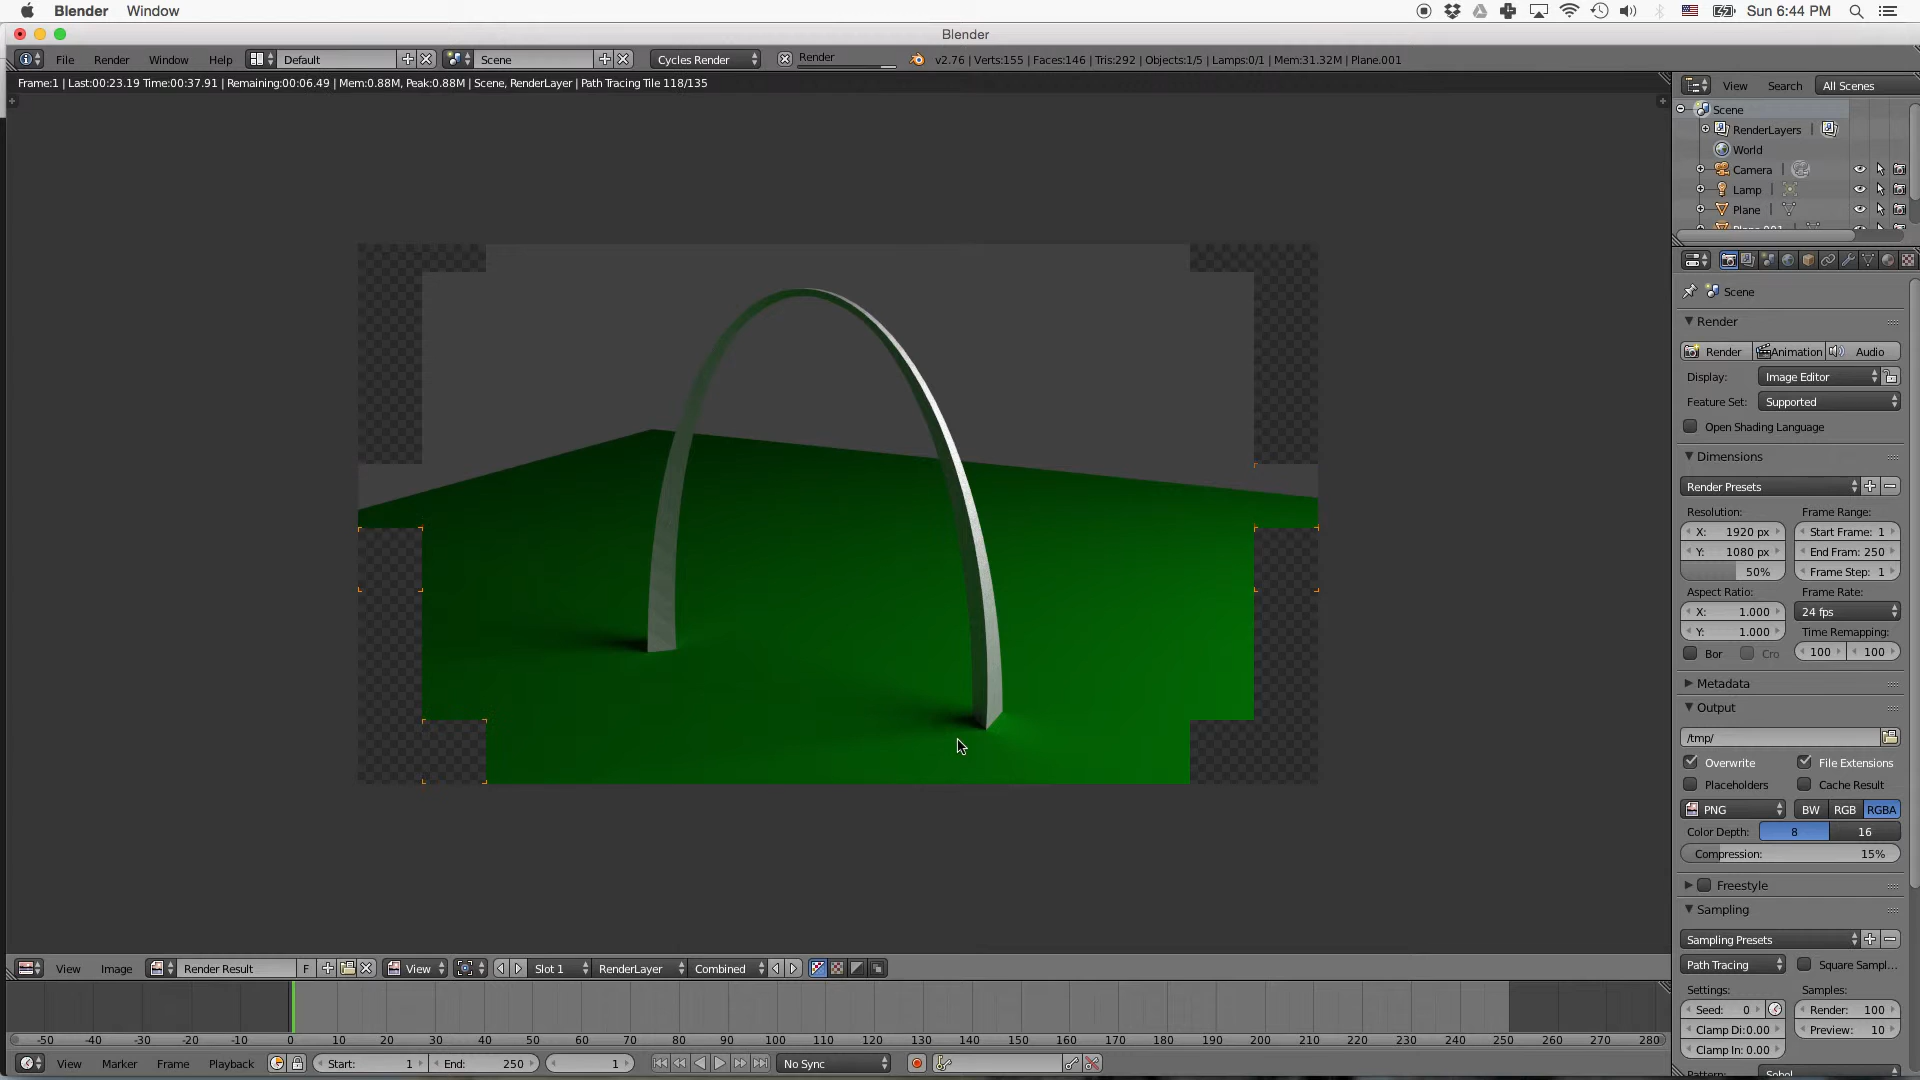 Blender Window Sun 6:44 PM
Blender
File Render Window Help Default Scene Cycles Render Render v2.76 | Verts:155 | Faces:146 | Tris:292 | Objects:1/5 | Lamps:0/1 | Mem:31.32M | Plane.001
Frame:1 | Last:00:23.19 Time:00:37.91 | Remaining:00:06.49 | Mem:0.88M, Peak:0.88M | Scene, RenderLayer | Path Tracing Tile 118/135
View Search All Scenes
Scene
RenderLayers
World
Camera
Lamp
Plane
Plane.001
Scene
Render
Render Animation Audio
Display: Image Editor
Feature Set: Supported
Open Shading Language
Dimensions
Render Presets
Resolution: Frame Range:
X: 1920 px Start Frame: 1
Y: 1080 px End Fram: 250
50% Frame Step: 1
Aspect Ratio: Frame Rate:
X: 1.000 24 fps
Y: 1.000 Time Remapping:
Bor Cro 100 100
Metadata
Output
/tmp/
Overwrite File Extensions
Placeholders Cache Result
PNG BW RGB RGBA
Color Depth: 8 16
Compression: 15%
Freestyle
Sampling
Sampling Presets
Path Tracing Square Sampl...
Settings: Samples:
Seed: 0 Render: 100
Clamp Di:0.00 Preview: 10
Clamp In: 0.00
Pattern: Sobol
View Image Render Result F View Slot 1 RenderLayer Combined
-50 -40 -30 -20 -10 0 10 20 30 40 50 60 70 80 90 100 110 120 130 140 150 160 170 180 190 200 210 220 230 240 250 260 270 280
View Marker Frame Playback Start: 1 End: 250 1 No Sync